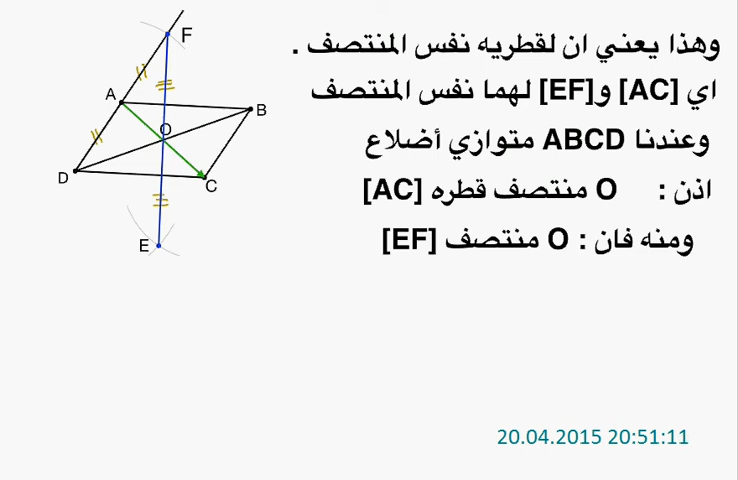 وهذا يعني ان لقطريه نفس المنتصف .
اي [AC] و[EF] لهما نفس المنتصف
وعندنا ABCD متوازي أضلاع
اذن : O منتصف قطره [AC]
ومنه فان : O منتصف [EF]
F
A
B
O
D
C
E
20.04.2015 20:51:11